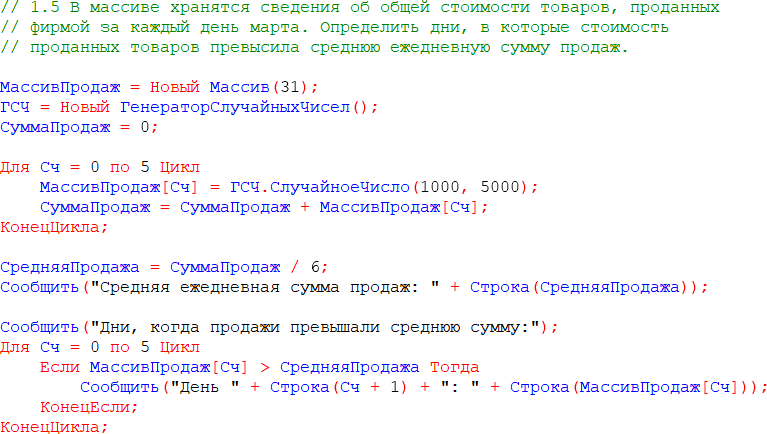 // 1.5 В массиве хранятся сведения об общей стоимости товаров, проданных
// фирмой за каждый день марта. Определить дни, в которые стоимость
// проданных товаров превысила среднюю ежедневную сумму продаж.

МассивПродаж = Новый Массив(31);
ГСЧ = Новый ГенераторСлучайныхЧисел();
СуммаПродаж = 0;

Для Сч = 0 по 5 Цикл
    МассивПродаж[Сч] = ГСЧ.СлучайноеЧисло(1000, 5000);
    СуммаПродаж = СуммаПродаж + МассивПродаж[Сч];
КонецЦикла;

СредняяПродажа = СуммаПродаж / 6;
Сообщить("Средняя ежедневная сумма продаж: " + Строка(СредняяПродажа));

Сообщить("Дни, когда продажи превышали среднюю сумму:");
Для Сч = 0 по 5 Цикл
    Если МассивПродаж[Сч] > СредняяПродажа Тогда
        Сообщить("День " + Строка(Сч + 1) + ": " + Строка(МассивПродаж[Сч]));
    КонецЕсли;
КонецЦикла;